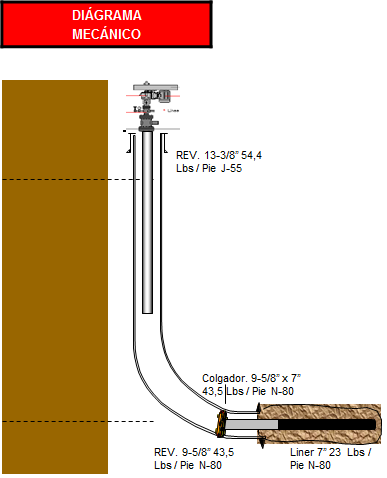 DIÁGRAMA
MECÁNICO
REV. 13-3/8" 54,4
Lbs / Pie J-55
Colgador. 9-5/8" x 7"
43,5 Lbs / Pie N-80
REV. 9-5/8" 43,5
Lbs / Pie N-80
Liner 7" 23 Lbs /
Pie N-80